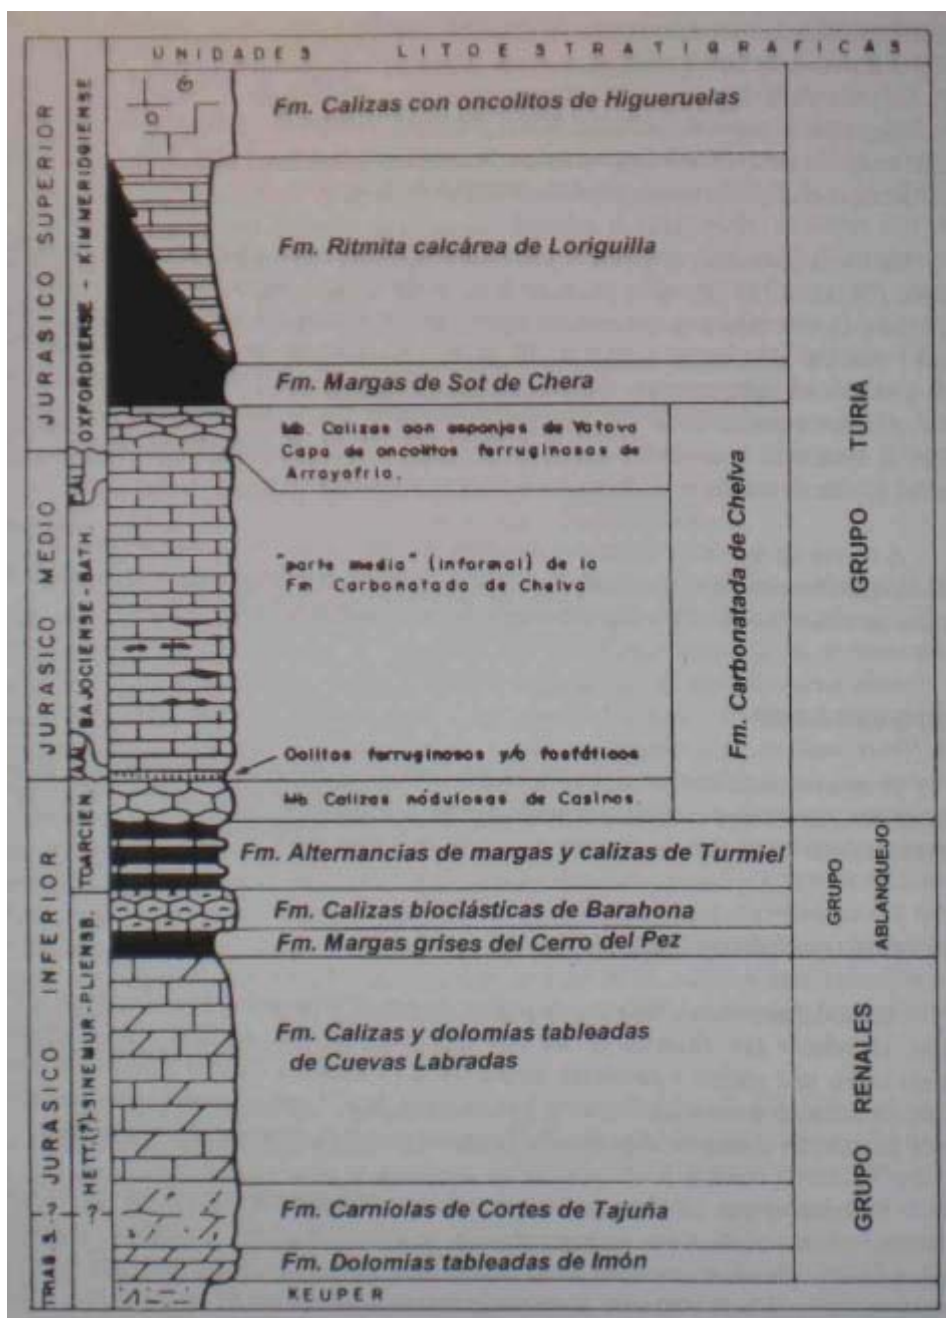 UNIDADES LITOESTRATIGRAFICAS
Fm. Calizas con oncolitos de Higueruelas
Fm. Ritmita calcárea de Loriguilla
Fm. Margas de Sot de Chera
Mb. Calizas con esponjas de Yatova
Capa de oncolitos ferruginosos de
Arroyofrio.
"parte media" (informal) de la
Fm Carbonatada de Chelva
Oolitos ferruginosos y/o fosfáticos
Mb. Calizas nódulosas de Casinos.
Fm. Alternancias de margas y calizas de Turmiel
Fm. Calizas bioclásticas de Barahona
Fm. Margas grises del Cerro del Pez
Fm. Calizas y dolomías tableadas
de Cuevas Labradas
Fm. Carniolas de Cortes de Tajuña
Fm. Dolomías tableadas de Imón
KEUPER
JURASICO SUPERIOR
JURASICO MEDIO
JURASICO INFERIOR
-?-
TRIAS S.
OXFORDIENSE - KIMMERIDGIENSE
CALL
BAJOCIENSE - BATH.
AAL
TOARCIEN.
HETT.(?)-SINEMUR-PLIENSB.
?
Fm. Carbonatada de Chelva
GRUPO TURIA
GRUPO
ABLANQUEJO
GRUPO RENALES